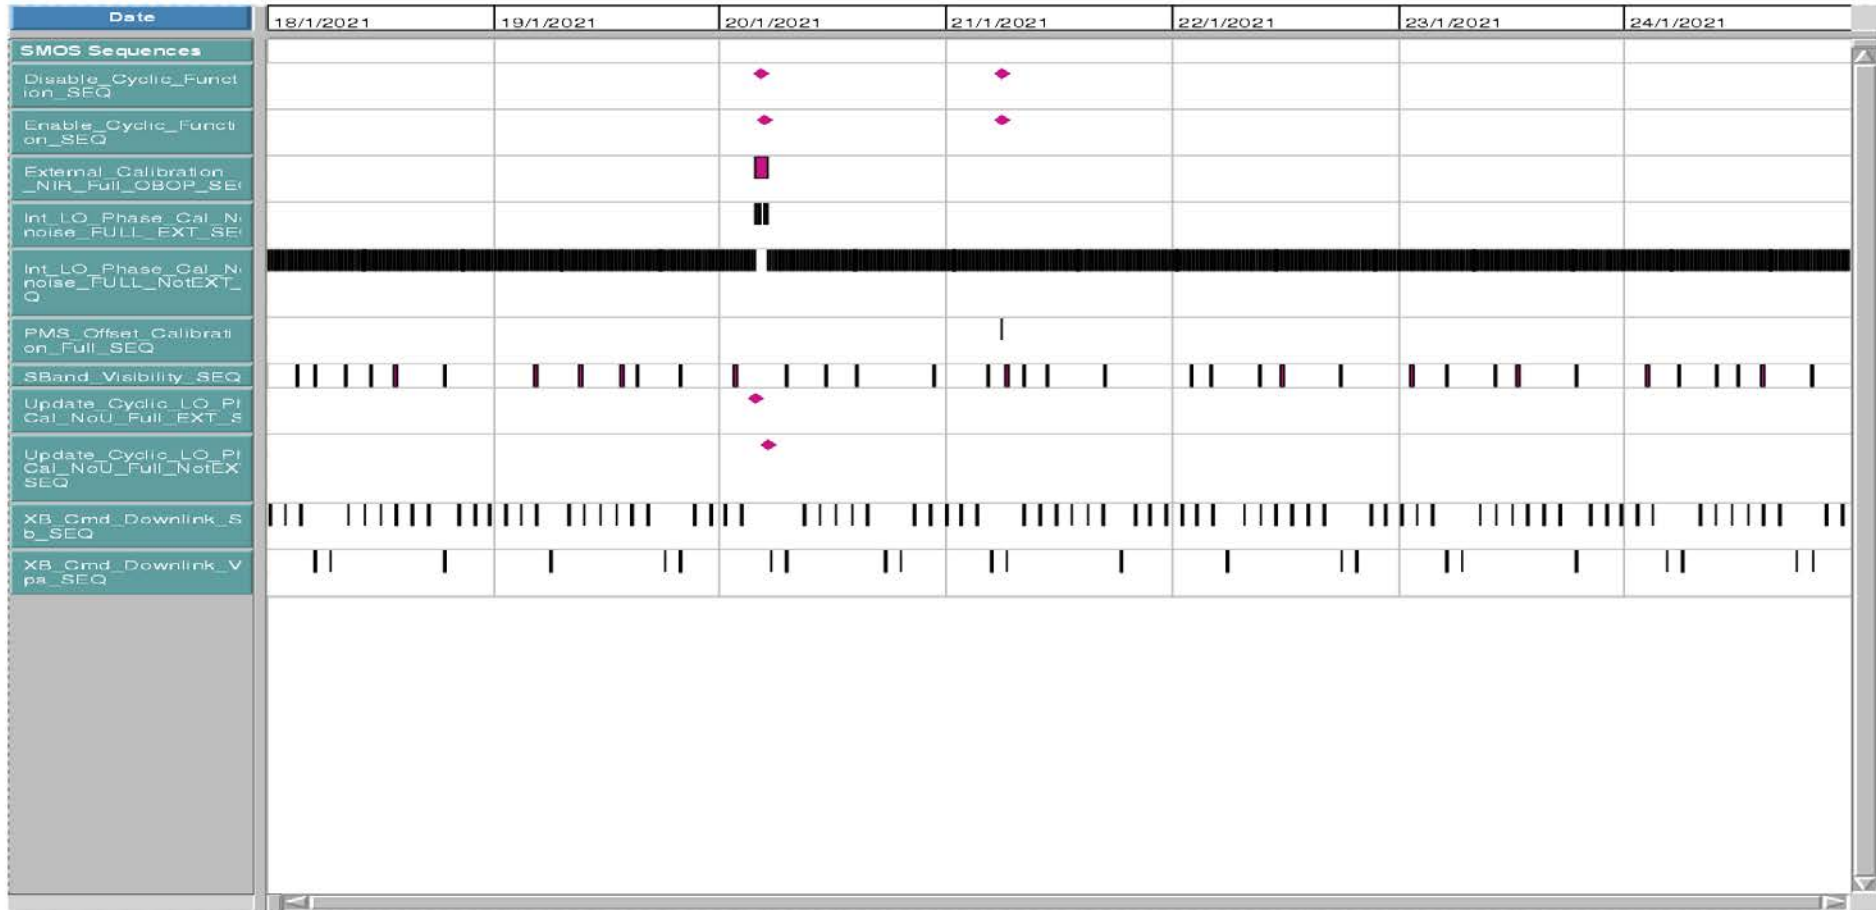 Date
18/1/2021
19/1/2021
20/1/2021
21/1/2021
22/1/2021
23/1/2021
24/1/2021
SMOS Sequences
Disable_Cyclic_Funct
ion_SEQ
Enable_Cyclic_Functi
on_SEQ
External_Calibration
_NIR_Full_OBOP_SE
Int_LO_Phase_Cal_N
noise_FULL_EXT_SE
Int_LO_Phase_Cal_N
noise_FULL_NotEXT_
Q
PMS_Offset_Calibrati
on_Full_SEQ
SBand_Visibility_SEQ
Update_Cyclic_LO_Pl
Cal_NoU_Full_EXT_S
Update_Cyclic_LO_Pl
Cal_NoU_Full_NotEX
SEQ
XB_Cmd_Downlink_S
b_SEQ
XB_Cmd_Downlink_V
pa_SEQ